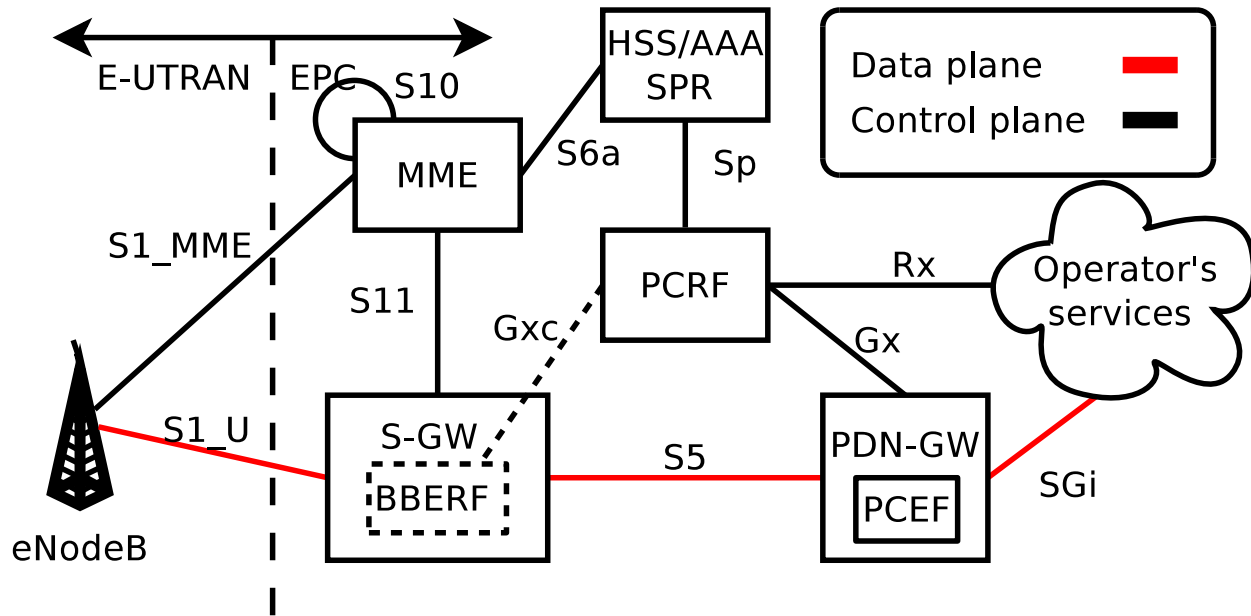 HSS/AAA
SPR
E-UTRAN
EPC
S10
Data plane
Control plane
S6a
Sp
MME
S1_MME
Rx
Operator's
services
S11
PCRF
Gxc
Gx
S1_U
S-GW
S5
PDN-GW
SGi
BBERF
PCEF
eNodeB